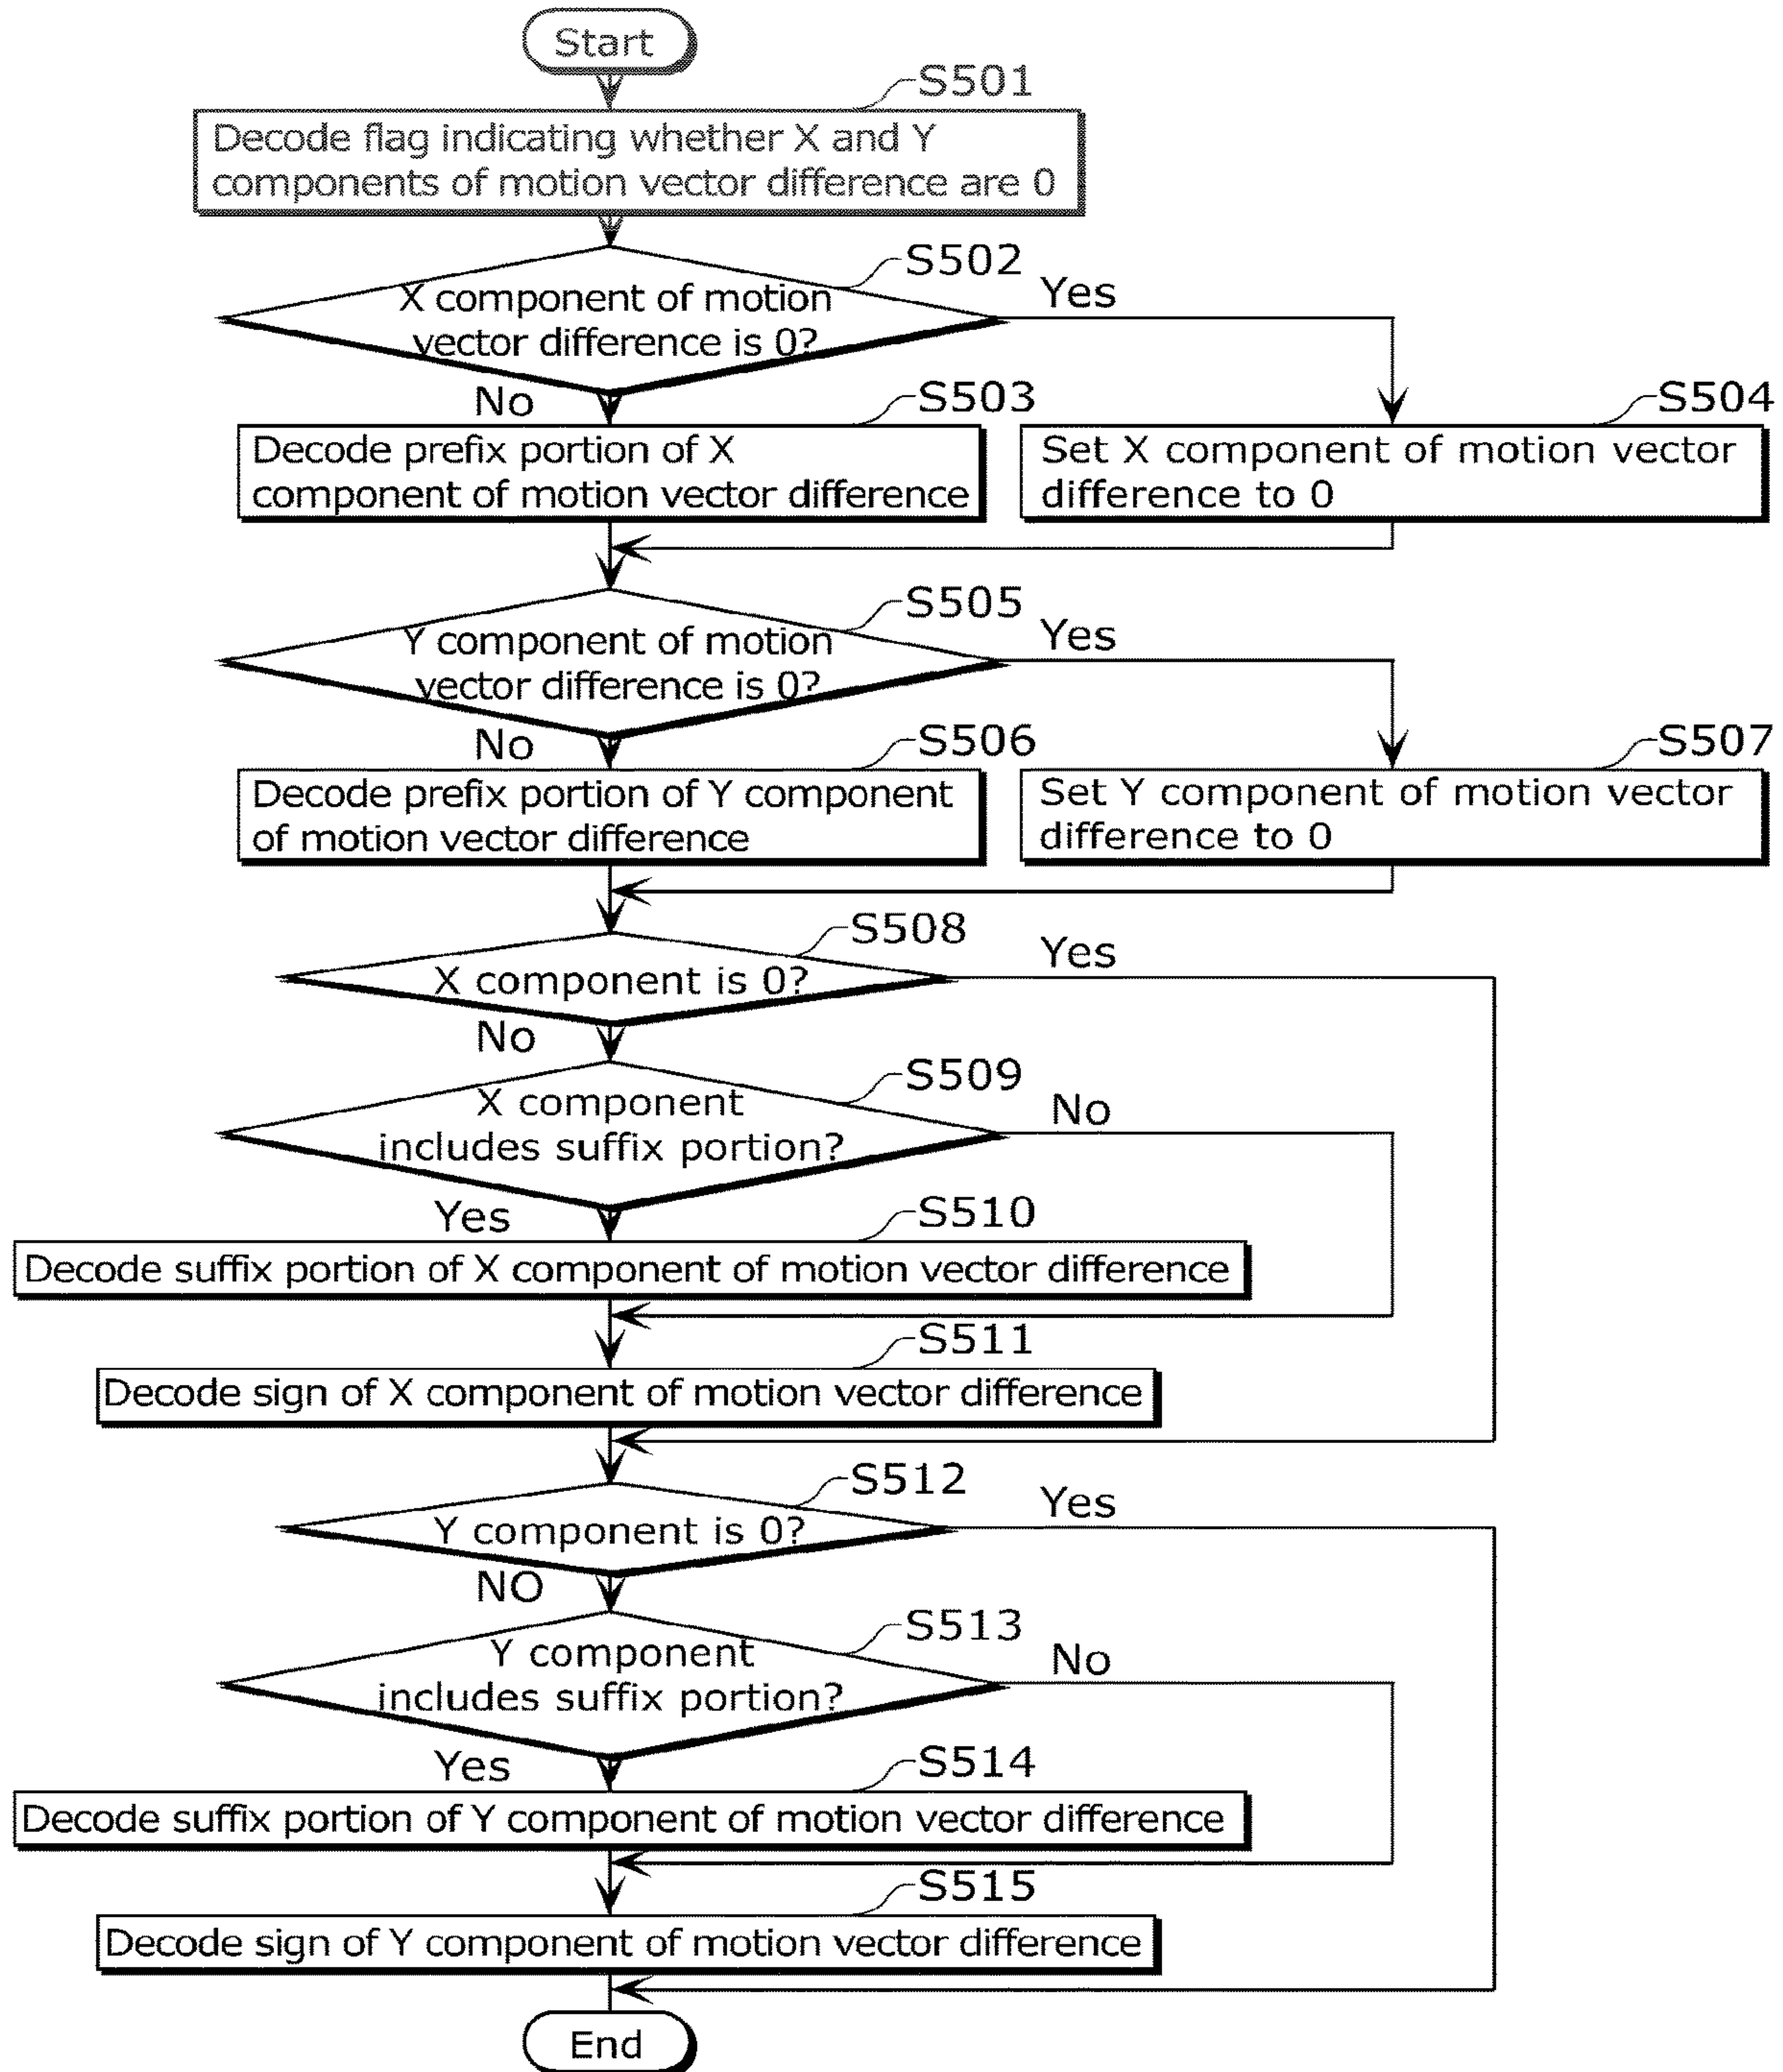 Start
S501
Decode flag indicating whether X and Y
components of motion vector difference are 0
S502
X component of motion
vector difference is 0?
Yes
No
S503
Decode prefix portion of X
component of motion vector difference
S504
Set X component of motion vector
difference to 0
S505
Y component of motion
vector difference is 0?
Yes
No
S506
Decode prefix portion of Y component
of motion vector difference
S507
Set Y component of motion vector
difference to 0
S508
X component is 0?
Yes
No
S509
X component
includes suffix portion?
No
Yes
S510
Decode suffix portion of X component of motion vector difference
S511
Decode sign of X component of motion vector difference
S512
Y component is 0?
Yes
NO
S513
Y component
includes suffix portion?
No
Yes
S514
Decode suffix portion of Y component of motion vector difference
S515
Decode sign of Y component of motion vector difference
End